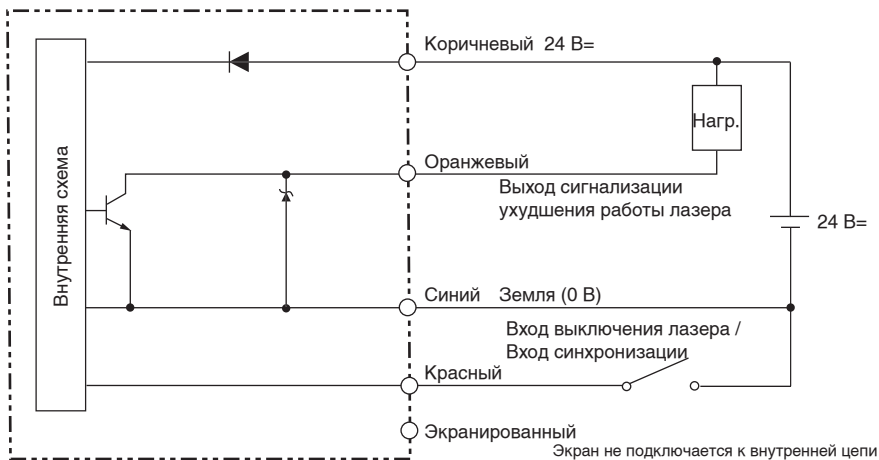 Коричневый 24 В=
Нагр.
Внутренняя схема
Оранжевый
Выход сигнализации
ухудшения работы лазера
24 В=
Синий Земля (0 В)
Вход выключения лазера /
Вход синхронизации
Красный
Экранированный
Экран не подключается к внутренней цепи